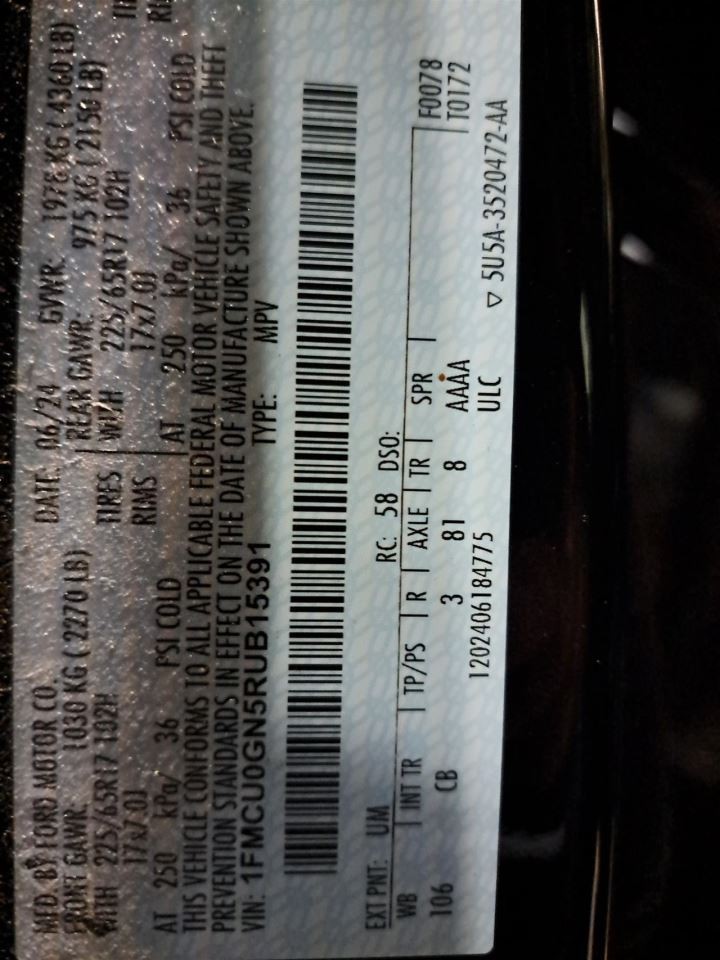 MFD. BY FORD MOTOR CO. DATE: 06/24 GVWR: 1978 KG ( 4360 LB)
FRONT GAWR: 1030 KG ( 2270 LB) REAR GAWR: 975 KG ( 2150 LB)
WITH 225/65R17 102H TIRES WITH 225/65R17 102H TIRES
17x7.0J RIMS 17x7.0J
AT 250 kPa/ 36 PSI COLD AT 250 kPa/ 36 PSI COLD
THIS VEHICLE CONFORMS TO ALL APPLICABLE FEDERAL MOTOR VEHICLE SAFETY AND THEFT
PREVENTION STANDARDS IN EFFECT ON THE DATE OF MANUFACTURE SHOWN ABOVE.
VIN: 1FMCU0GN5RUB15391 TYPE: MPV
EXT PNT: UM RC: 58 DSO:
WB INT TR TP/PS R AXLE TR SPR F0078
106 CB 3 81 8 AAAA T0172
1202406184775 ULC ▽ 5U5A-3520472-AA